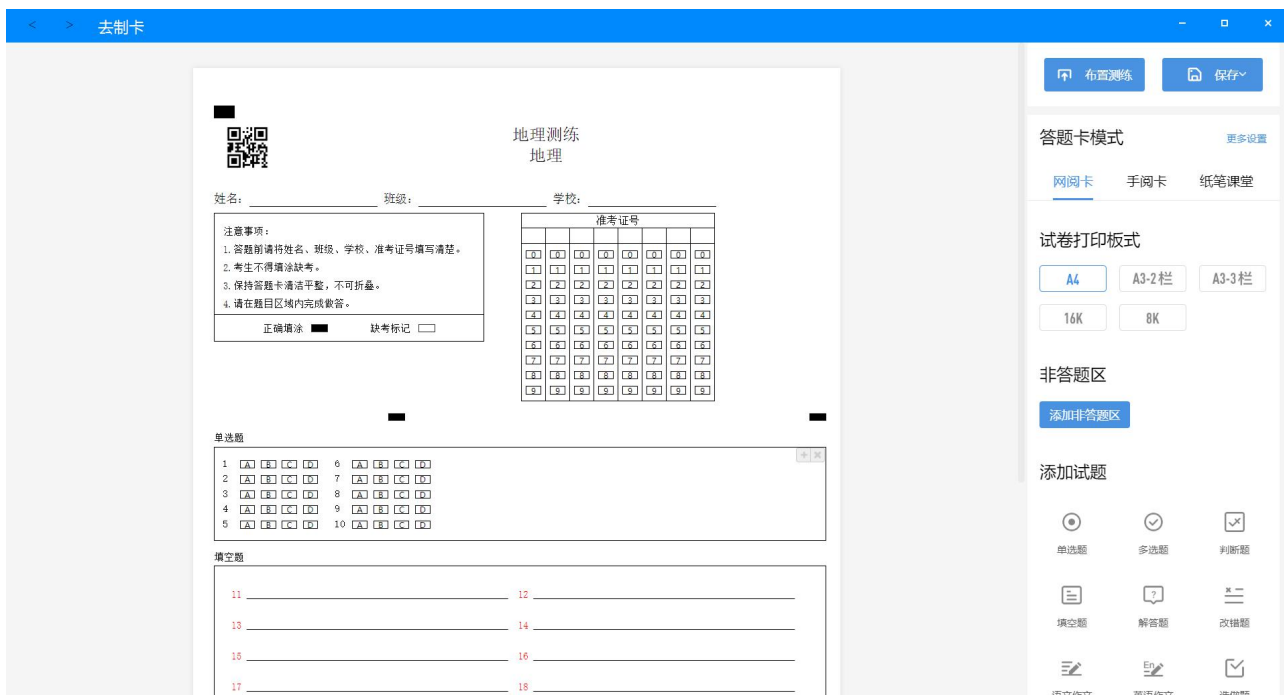 < > 去制卡
布置测练 保存
地理测练
地理
姓名： 班级： 学校：
注意事项：
1.答题前请将姓名、班级、学校、准考证号填写清楚。
2.考生不得填涂缺考。
3.保持答题卡清洁平整，不可折叠。
4.请在题目区域内完成做答。
正确填涂 缺考标记
准考证号
0 0 0 0 0 0 0 0
1 1 1 1 1 1 1 1
2 2 2 2 2 2 2 2
3 3 3 3 3 3 3 3
4 4 4 4 4 4 4 4
5 5 5 5 5 5 5 5
6 6 6 6 6 6 6 6
7 7 7 7 7 7 7 7
8 8 8 8 8 8 8 8
9 9 9 9 9 9 9 9
单选题
1 A B C D 6 A B C D
2 A B C D 7 A B C D
3 A B C D 8 A B C D
4 A B C D 9 A B C D
5 A B C D 10 A B C D
填空题
11 12
13 14
15 16
17 18
答题卡模式 更多设置
网阅卡 手阅卡 纸笔课堂
试卷打印板式
A4 A3-2栏 A3-3栏
16K 8K
非答题区
添加非答题区
添加试题
单选题 多选题 判断题
填空题 解答题 改错题
语文作文 英语作文 选做题